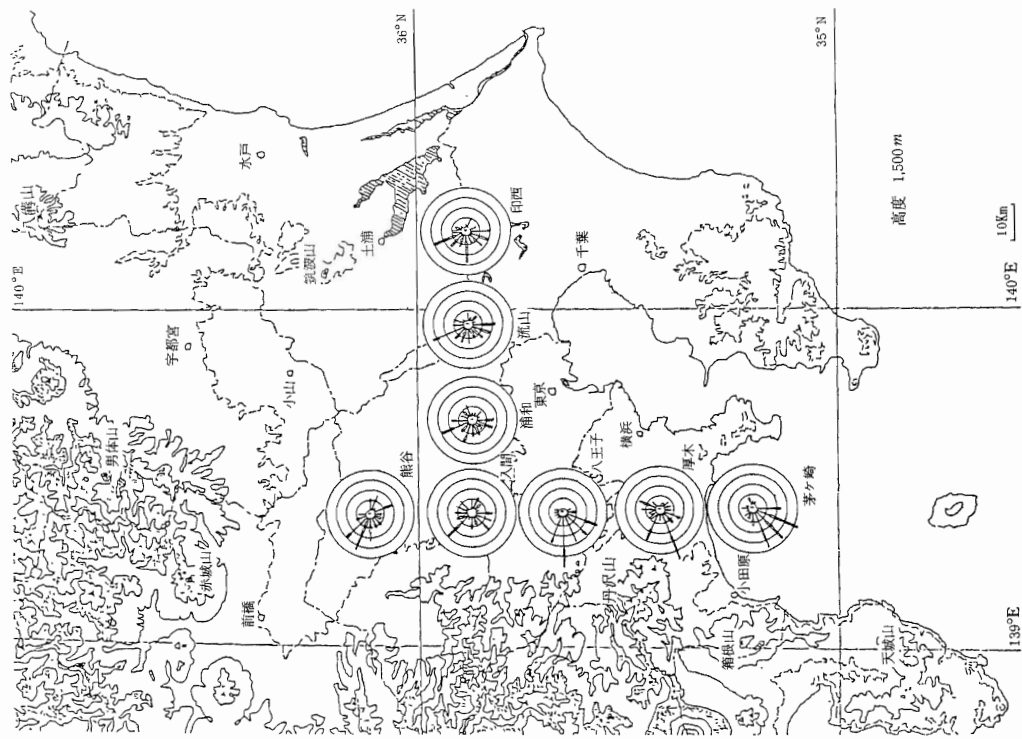 140°E
溝山
男体山
宇都宮
赤城山
前橋
小山
水戸
筑波山
土浦
36°N
熊谷
入間
浦和
流山
印西
東京
千葉
八王子
丹沢山
横浜
厚木
小田原
箱根山
茅ヶ崎
35°N
天城山
高度 1,500m
139°E
140°E
10Km